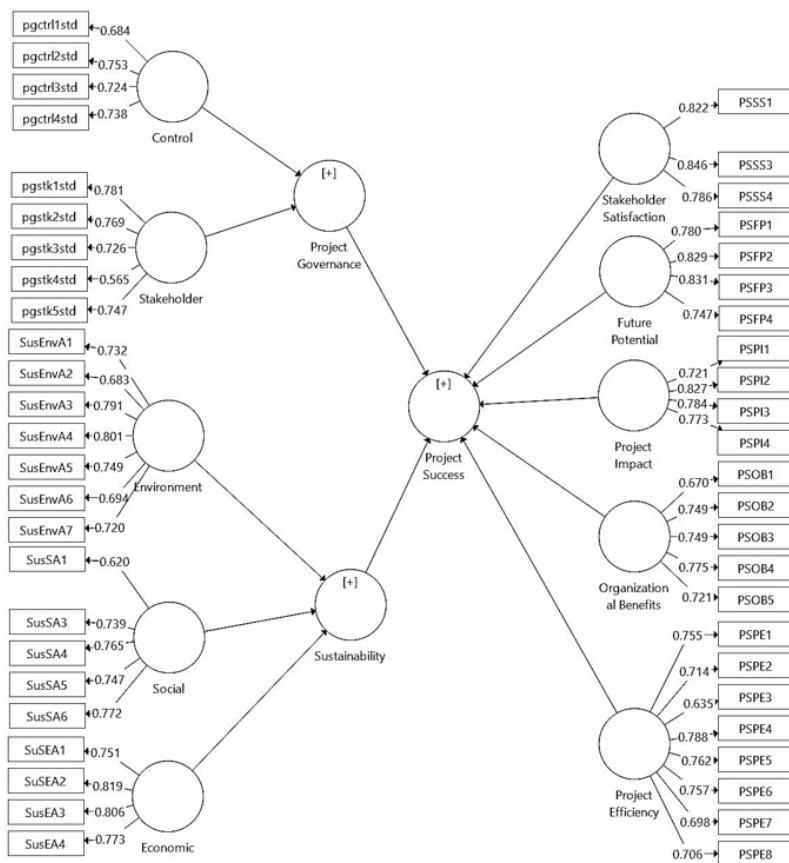 pgctrl1std
0.684
pgctrl2std
0.753
pgctrl3std
0.724
pgctrl4std
0.738
Control
pgstk1std
0.781
pgstk2std
0.769
pgstk3std
0.726
pgstk4std
0.565
pgstk5std
0.747
Stakeholder
[+]
Project
Governance
SusEnvA1
0.732
SusEnvA2
0.683
SusEnvA3
0.791
SusEnvA4
0.801
SusEnvA5
0.749
SusEnvA6
0.694
SusEnvA7
0.720
Environment
SusSA1
0.620
SusSA3
0.739
SusSA4
0.765
SusSA5
0.747
SusSA6
0.772
Social
SuSEA1
0.751
SuSEA2
0.819
SusEA3
0.806
SusEA4
0.773
Economic
[+]
Sustainability
[+]
Project
Success
0.822
PSSS1
0.846
PSSS3
0.786
PSSS4
Stakeholder
Satisfaction
0.780
PSFP1
0.829
PSFP2
0.831
PSFP3
0.747
PSFP4
Future
Potential
0.721
PSPI1
0.827
PSPI2
0.784
PSPI3
0.773
PSPI4
Project
Impact
0.670
PSOB1
0.749
PSOB2
0.749
PSOB3
0.775
PSOB4
0.721
PSOB5
Organization
al Benefits
0.755
PSPE1
0.714
PSPE2
0.635
PSPE3
0.788
PSPE4
0.762
PSPE5
0.757
PSPE6
0.698
PSPE7
0.706
PSPE8
Project
Efficiency